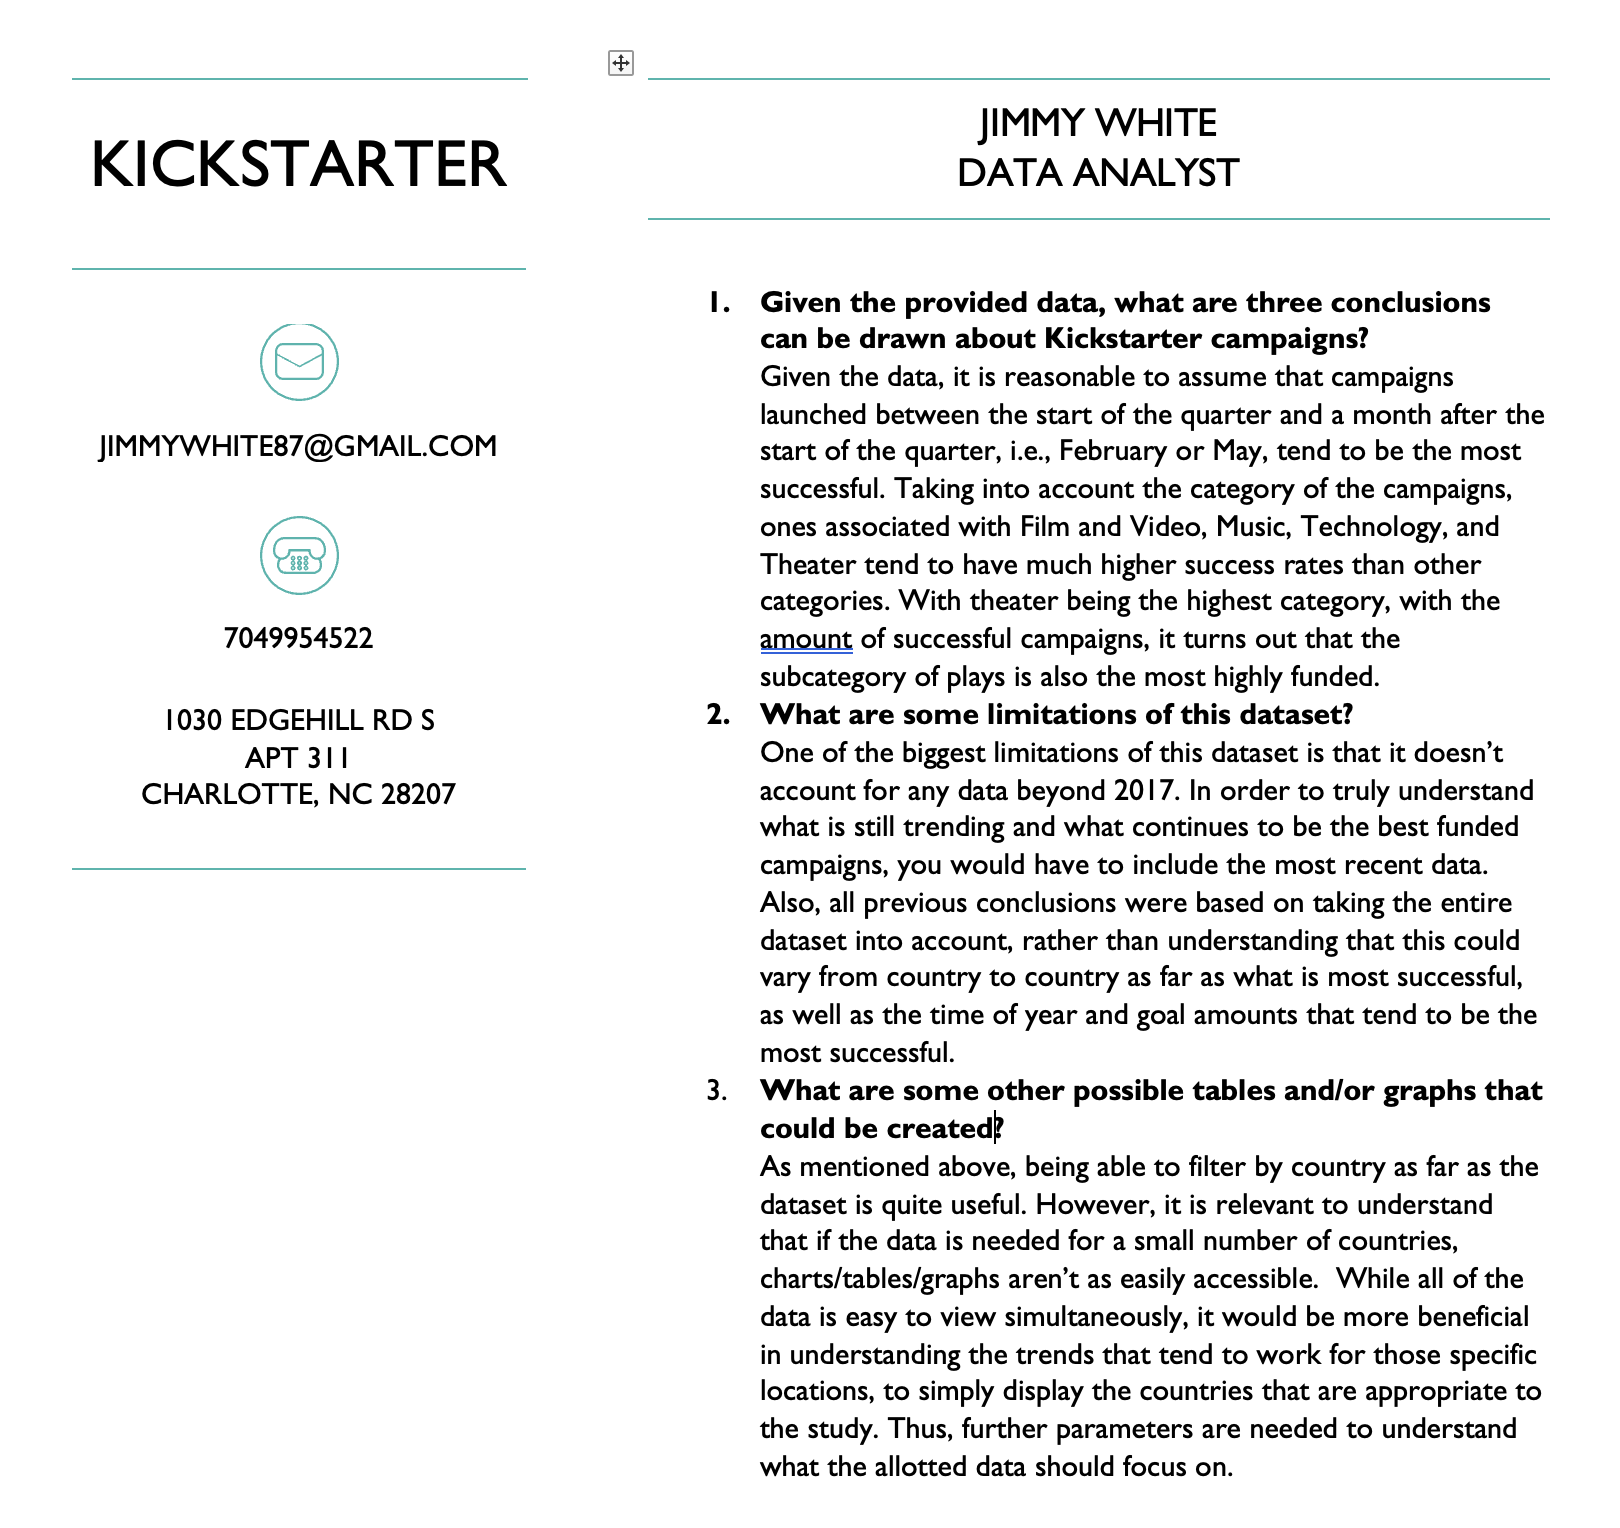 KICKSTARTER
JIMMYWHITE87@GMAIL.COM
7049954522
1030 EDGEHILL RD S
APT 311
CHARLOTTE, NC 28207
JIMMY WHITE
DATA ANALYST
1. Given the provided data, what are three conclusions
can be drawn about Kickstarter campaigns?
Given the data, it is reasonable to assume that campaigns
launched between the start of the quarter and a month after the
start of the quarter, i.e., February or May, tend to be the most
successful. Taking into account the category of the campaigns,
ones associated with Film and Video, Music, Technology, and
Theater tend to have much higher success rates than other
categories. With theater being the highest category, with the
amount of successful campaigns, it turns out that the
subcategory of plays is also the most highly funded.
2. What are some limitations of this dataset?
One of the biggest limitations of this dataset is that it doesn’t
account for any data beyond 2017. In order to truly understand
what is still trending and what continues to be the best funded
campaigns, you would have to include the most recent data.
Also, all previous conclusions were based on taking the entire
dataset into account, rather than understanding that this could
vary from country to country as far as what is most successful,
as well as the time of year and goal amounts that tend to be the
most successful.
3. What are some other possible tables and/or graphs that
could be created?
As mentioned above, being able to filter by country as far as the
dataset is quite useful. However, it is relevant to understand
that if the data is needed for a small number of countries,
charts/tables/graphs aren’t as easily accessible.  While all of the
data is easy to view simultaneously, it would be more beneficial
in understanding the trends that tend to work for those specific
locations, to simply display the countries that are appropriate to
the study. Thus, further parameters are needed to understand
what the allotted data should focus on.